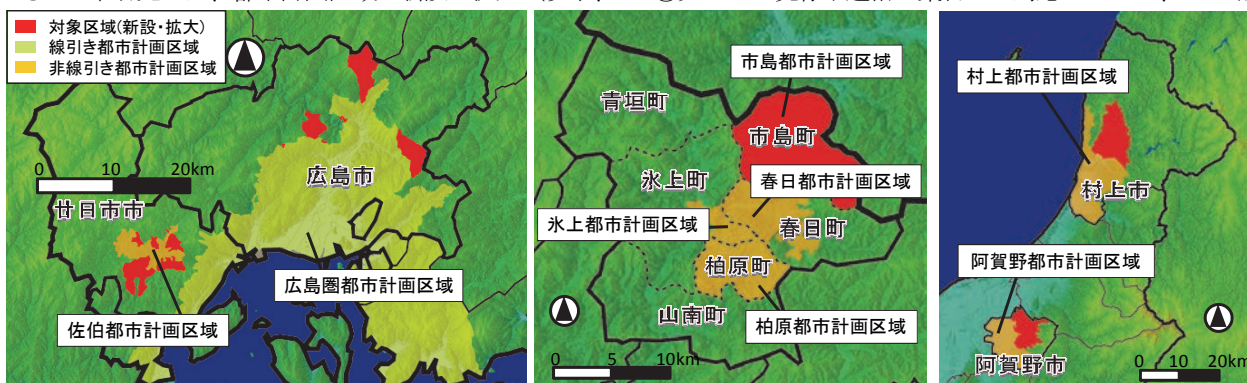 対象区域(新設・拡大)
線引き都市計画区域
非線引き都市計画区域
0 10 20km
広島市
廿日市市
広島圏都市計画区域
佐伯都市計画区域
市島都市計画区域
青垣町
市島町
氷上町
春日都市計画区域
氷上都市計画区域
春日町
柏原町
山南町
柏原都市計画区域
0 5 10km
村上都市計画区域
村上市
阿賀野都市計画区域
阿賀野市
0 10 20km